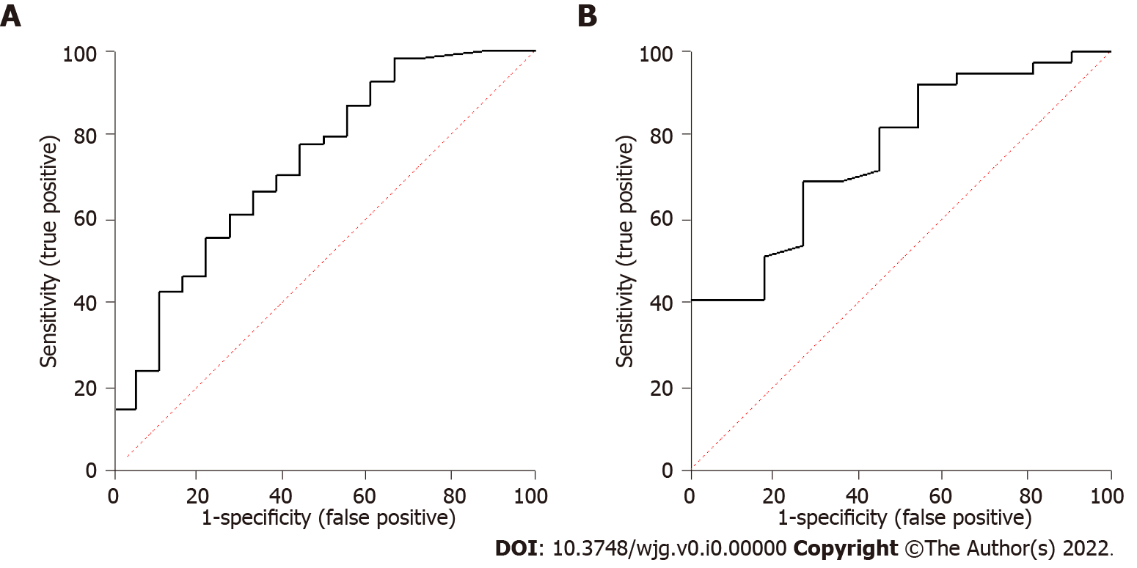 A
100
80
60
40
20
0
Sensitivity (true positive)
0 20 40 60 80 100
1-specificity (false positive)
B
100
80
60
40
20
0
Sensitivity (true positive)
0 20 40 60 80 100
1-specificity (false positive)
DOI: 10.3748/wjg.v0.i0.00000 Copyright ©The Author(s) 2022.